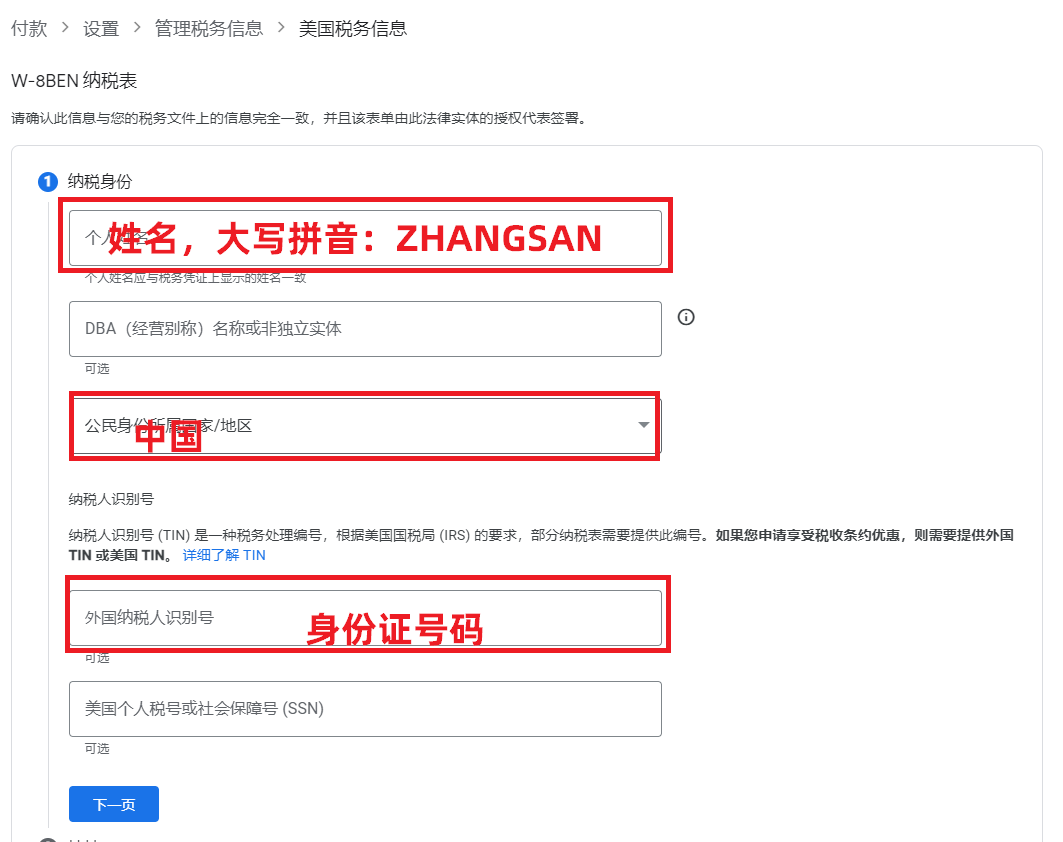 付款 > 设置 > 管理税务信息 > 美国税务信息
W-8BEN 纳税表
请确认此信息与您的税务文件上的信息完全一致，并且该表单由此法律实体的授权代表签署。
1 纳税身份
个人姓名
姓名，大写拼音：ZHANGSAN
个人姓名应与税务凭证上显示的姓名一致
DBA（经营别称）名称或非独立实体
可选
公民身份所属国家/地区
中国
纳税人识别号
纳税人识别号 (TIN) 是一种税务处理编号，根据美国国税局 (IRS) 的要求，部分纳税表需要提供此编号。如果您申请享受税收条约优惠，则需要提供外国
TIN 或美国 TIN。 详细了解 TIN
外国纳税人识别号
身份证号码
可选
美国个人税号或社会保障号 (SSN)
可选
下一页